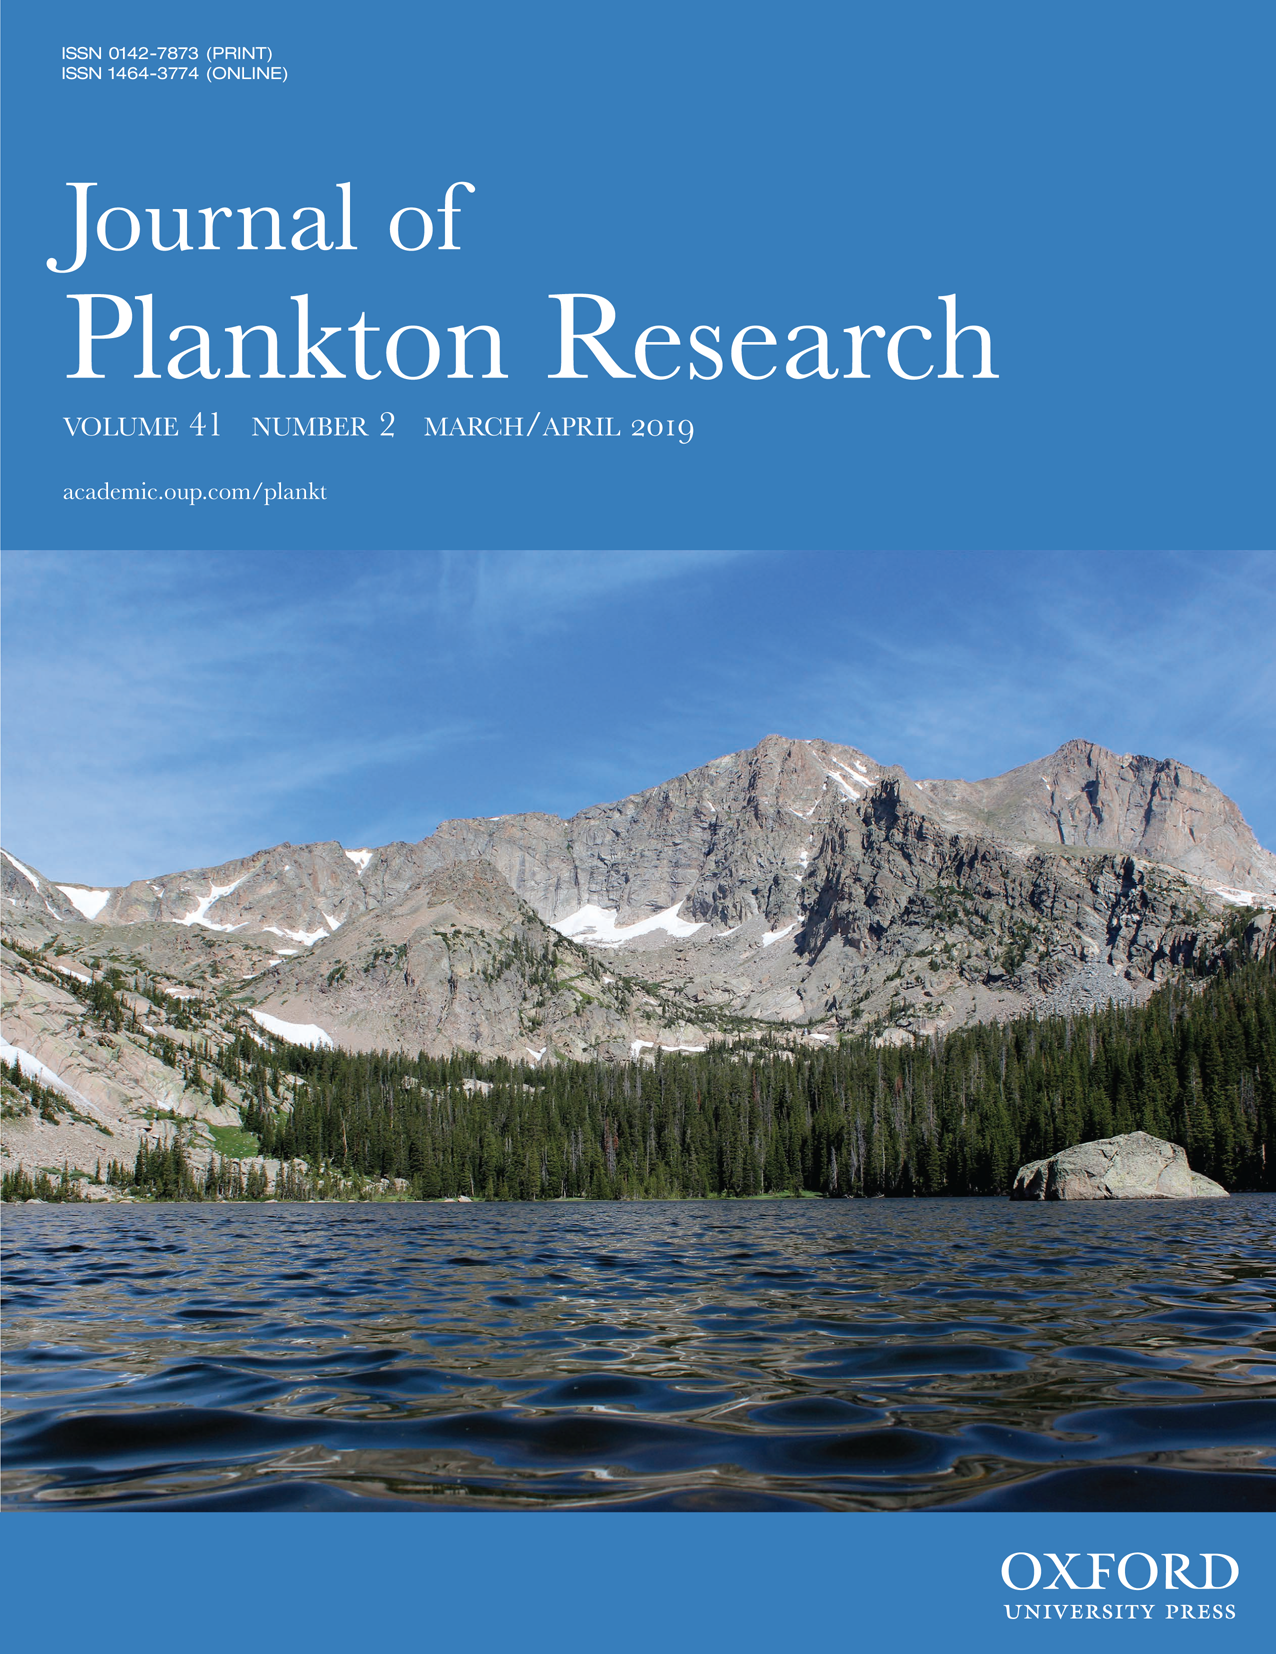 ISSN 0142-7873 (PRINT)
ISSN 1464-3774 (ONLINE)
Journal of
Plankton Research
VOLUME 41 NUMBER 2 MARCH/APRIL 2019
academic.oup.com/plankt
OXFORD
UNIVERSITY PRESS